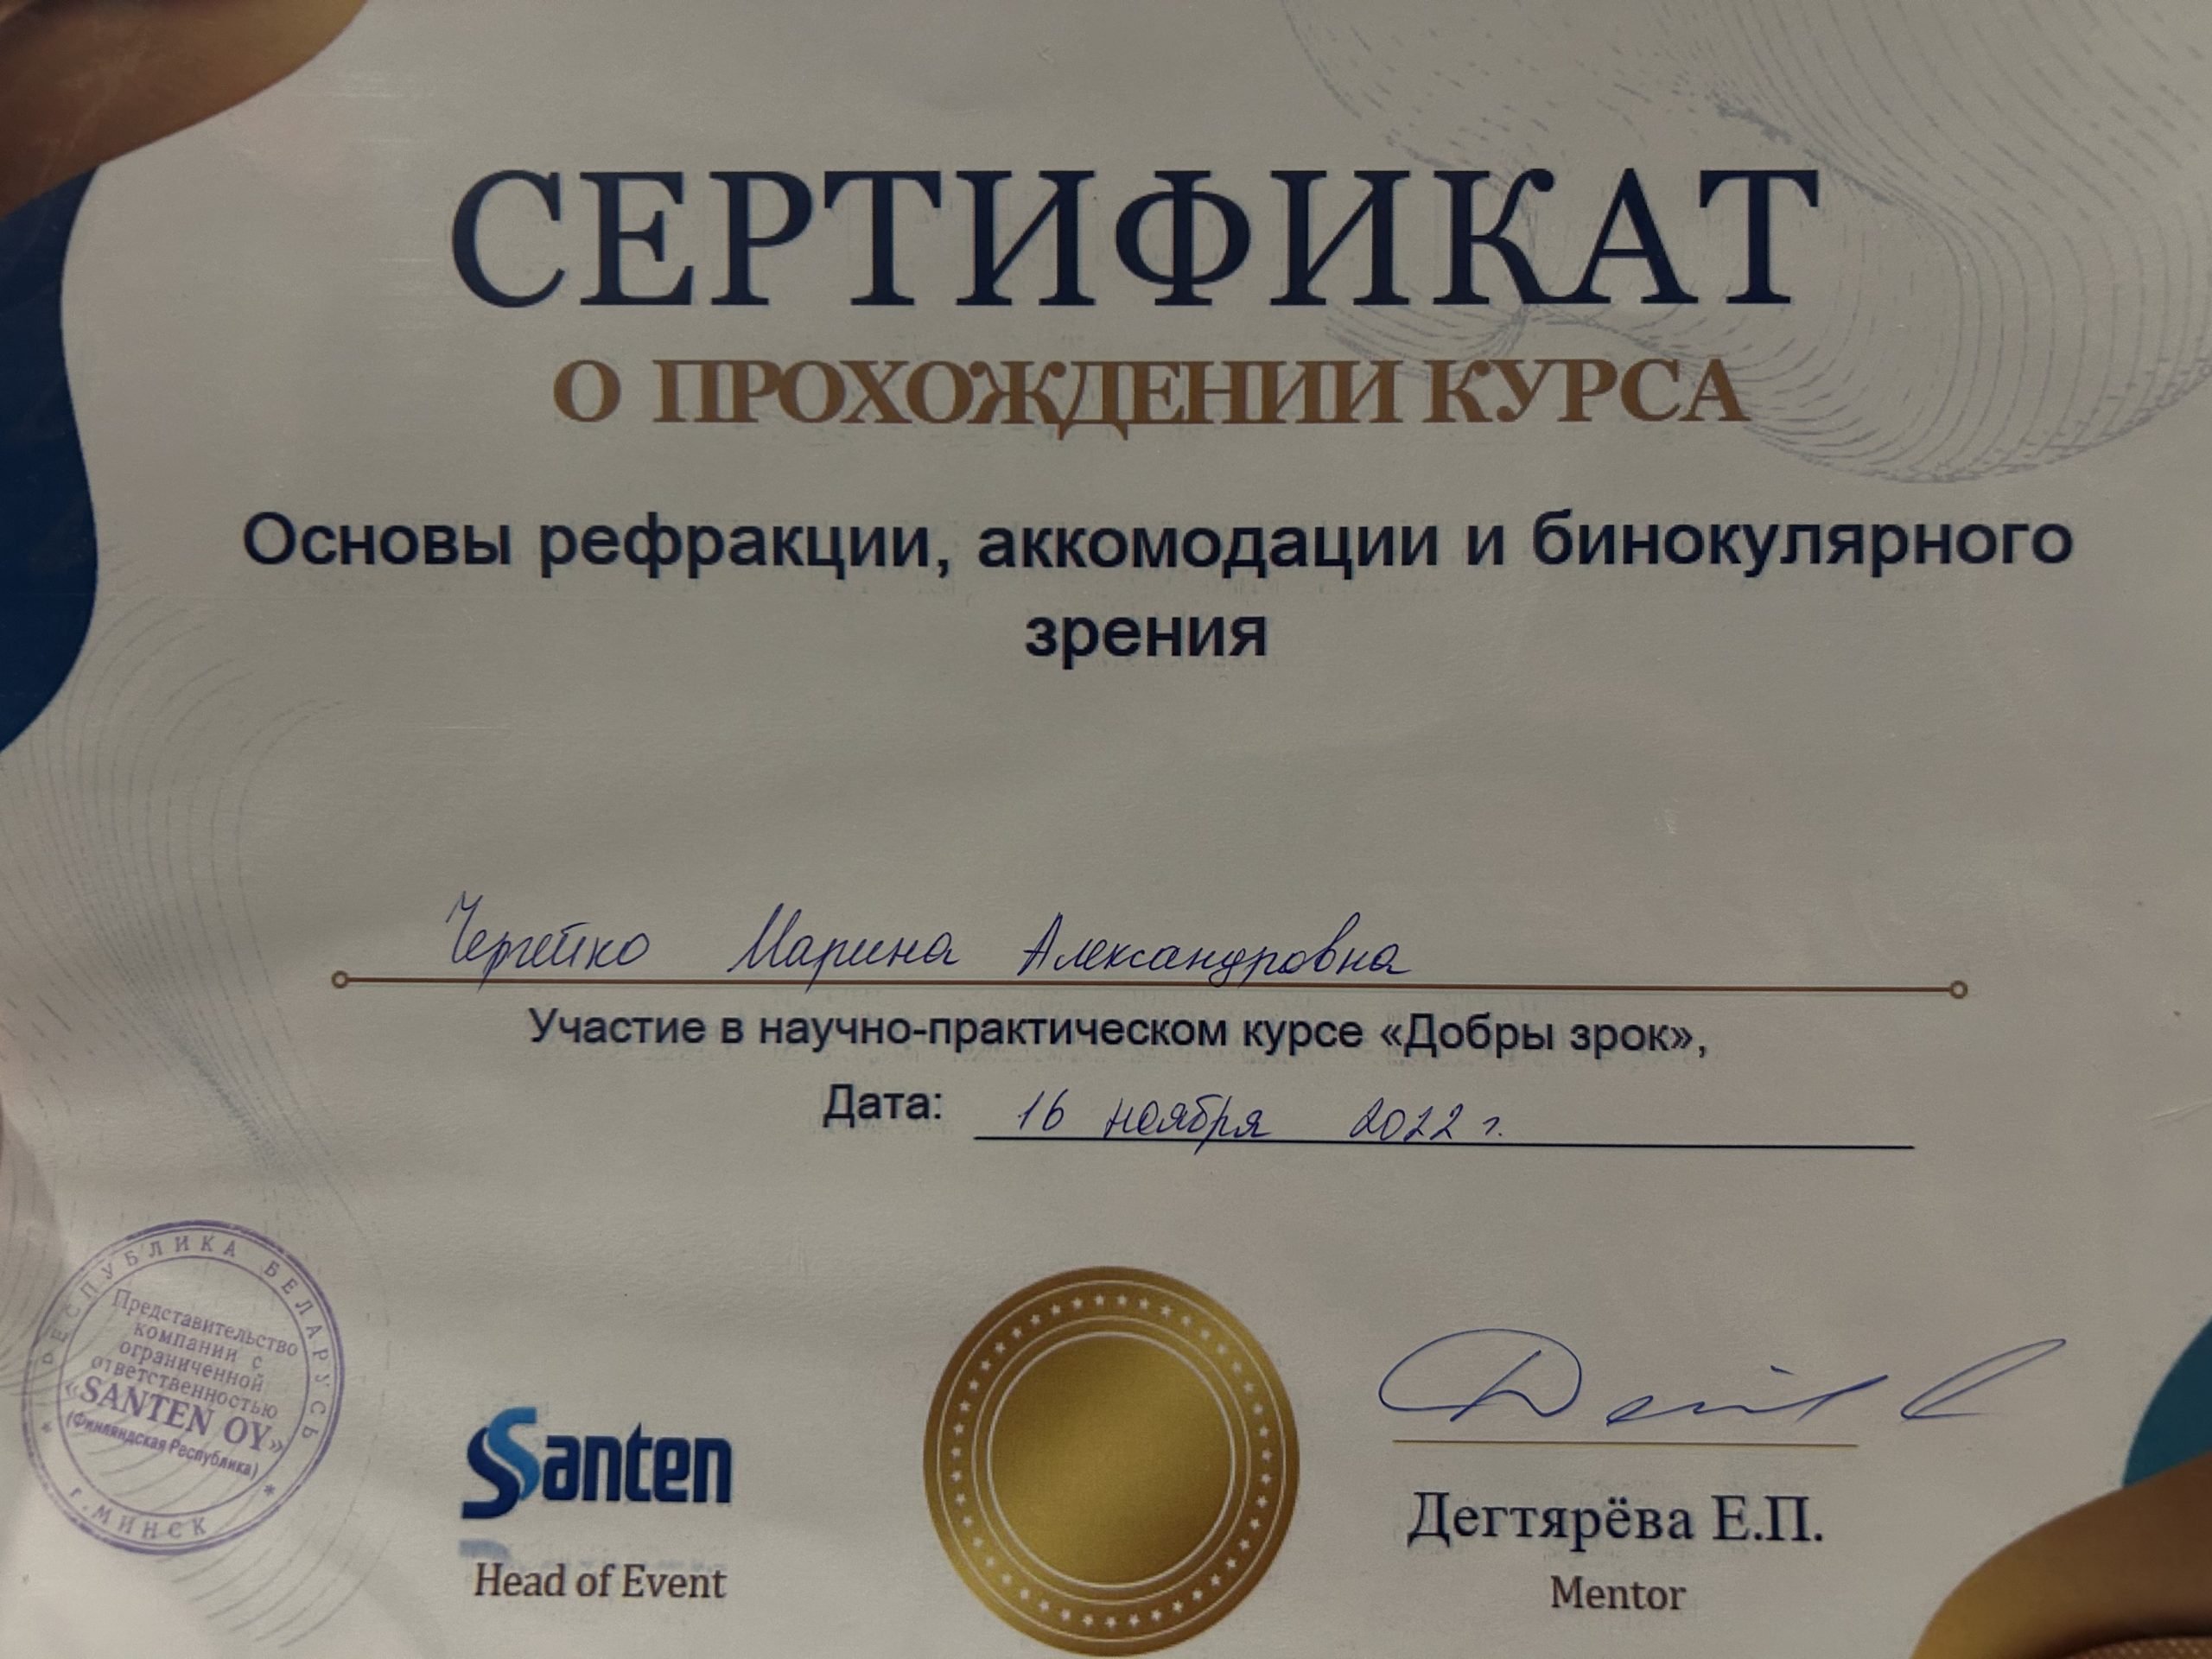 СЕРТИФИКАТ
О ПРОХОЖДЕНИИ КУРСА
Основы рефракции, аккомодации и бинокулярного
зрения
Чергейко Марина Александровна
Участие в научно-практическом курсе «Добры зрок»,
Дата: 16 ноября 2022 г.
РЕСПУБЛИКА БЕЛАРУСЬ
Представительство
компании с
ограниченной
ответственностью
«SANTEN OY»
(Финляндская Республика)
г. МИНСК
Santen
Head of Event
Дегтярёва Е.П.
Mentor